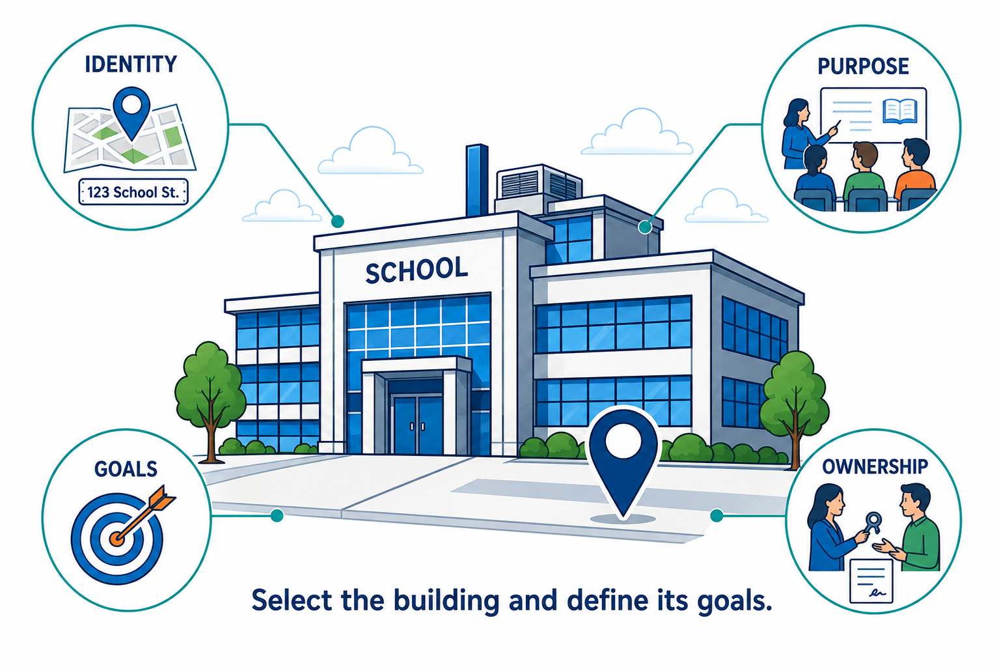 IDENTITY
123 School St.
PURPOSE
SCHOOL
GOALS
OWNERSHIP
Select the building and define its goals.